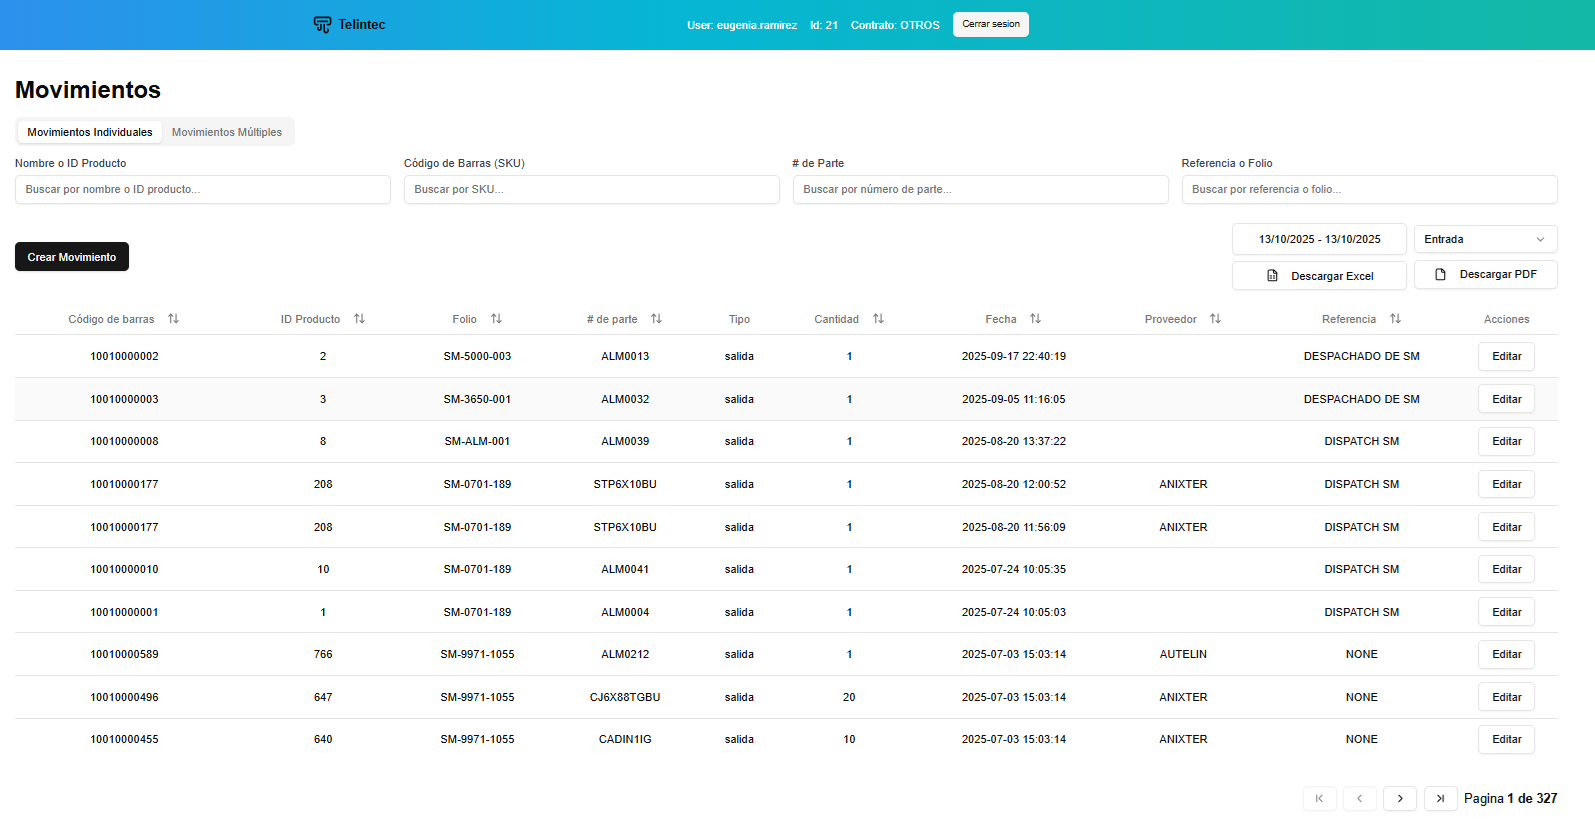 Telintec
User: eugenia.ramirez Id: 21 Contrato: OTROS Cerrar sesion
Movimientos
Movimientos Individuales Movimientos Múltiples
Nombre o ID Producto Código de Barras (SKU) # de Parte Referencia o Folio
Buscar por nombre o ID producto... Buscar por SKU... Buscar por número de parte... Buscar por referencia o folio...
13/10/2025 - 13/10/2025 Entrada
Crear Movimiento
Descargar Excel Descargar PDF
Código de barras ID Producto Folio # de parte Tipo Cantidad Fecha Proveedor Referencia Acciones
10010000002 2 SM-5000-003 ALM0013 salida 1 2025-09-17 22:40:19 DESPACHADO DE SM Editar
10010000003 3 SM-3650-001 ALM0032 salida 1 2025-09-05 11:16:05 DESPACHADO DE SM Editar
10010000008 8 SM-ALM-001 ALM0039 salida 1 2025-08-20 13:37:22 DISPATCH SM Editar
10010000177 208 SM-0701-189 STP6X10BU salida 1 2025-08-20 12:00:52 ANIXTER DISPATCH SM Editar
10010000177 208 SM-0701-189 STP6X10BU salida 1 2025-08-20 11:56:09 ANIXTER DISPATCH SM Editar
10010000010 10 SM-0701-189 ALM0041 salida 1 2025-07-24 10:05:35 DISPATCH SM Editar
10010000001 1 SM-0701-189 ALM0004 salida 1 2025-07-24 10:05:03 DISPATCH SM Editar
10010000589 766 SM-9971-1055 ALM0212 salida 1 2025-07-03 15:03:14 AUTELIN NONE Editar
10010000496 647 SM-9971-1055 CJ6X88TGBU salida 20 2025-07-03 15:03:14 ANIXTER NONE Editar
10010000455 640 SM-9971-1055 CADIN1IG salida 10 2025-07-03 15:03:14 ANIXTER NONE Editar
Pagina 1 de 327